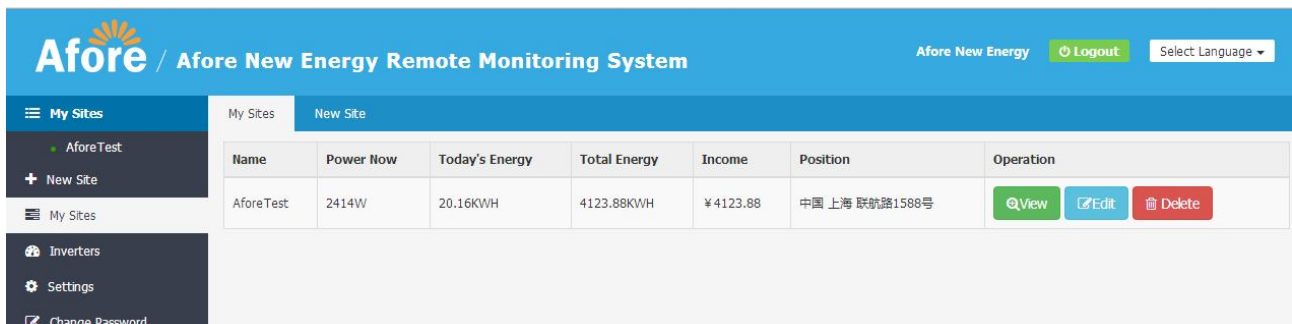 Afore / Afore New Energy Remote Monitoring System
Afore New Energy Logout Select Language
My Sites
AforeTest
New Site
My Sites
Inverters
Settings
Change Password
My Sites New Site
Name Power Now Today's Energy Total Energy Income Position Operation
AforeTest 2414W 20.16KWH 4123.88KWH ¥4123.88 中国 上海 联航路1588号 View Edit Delete